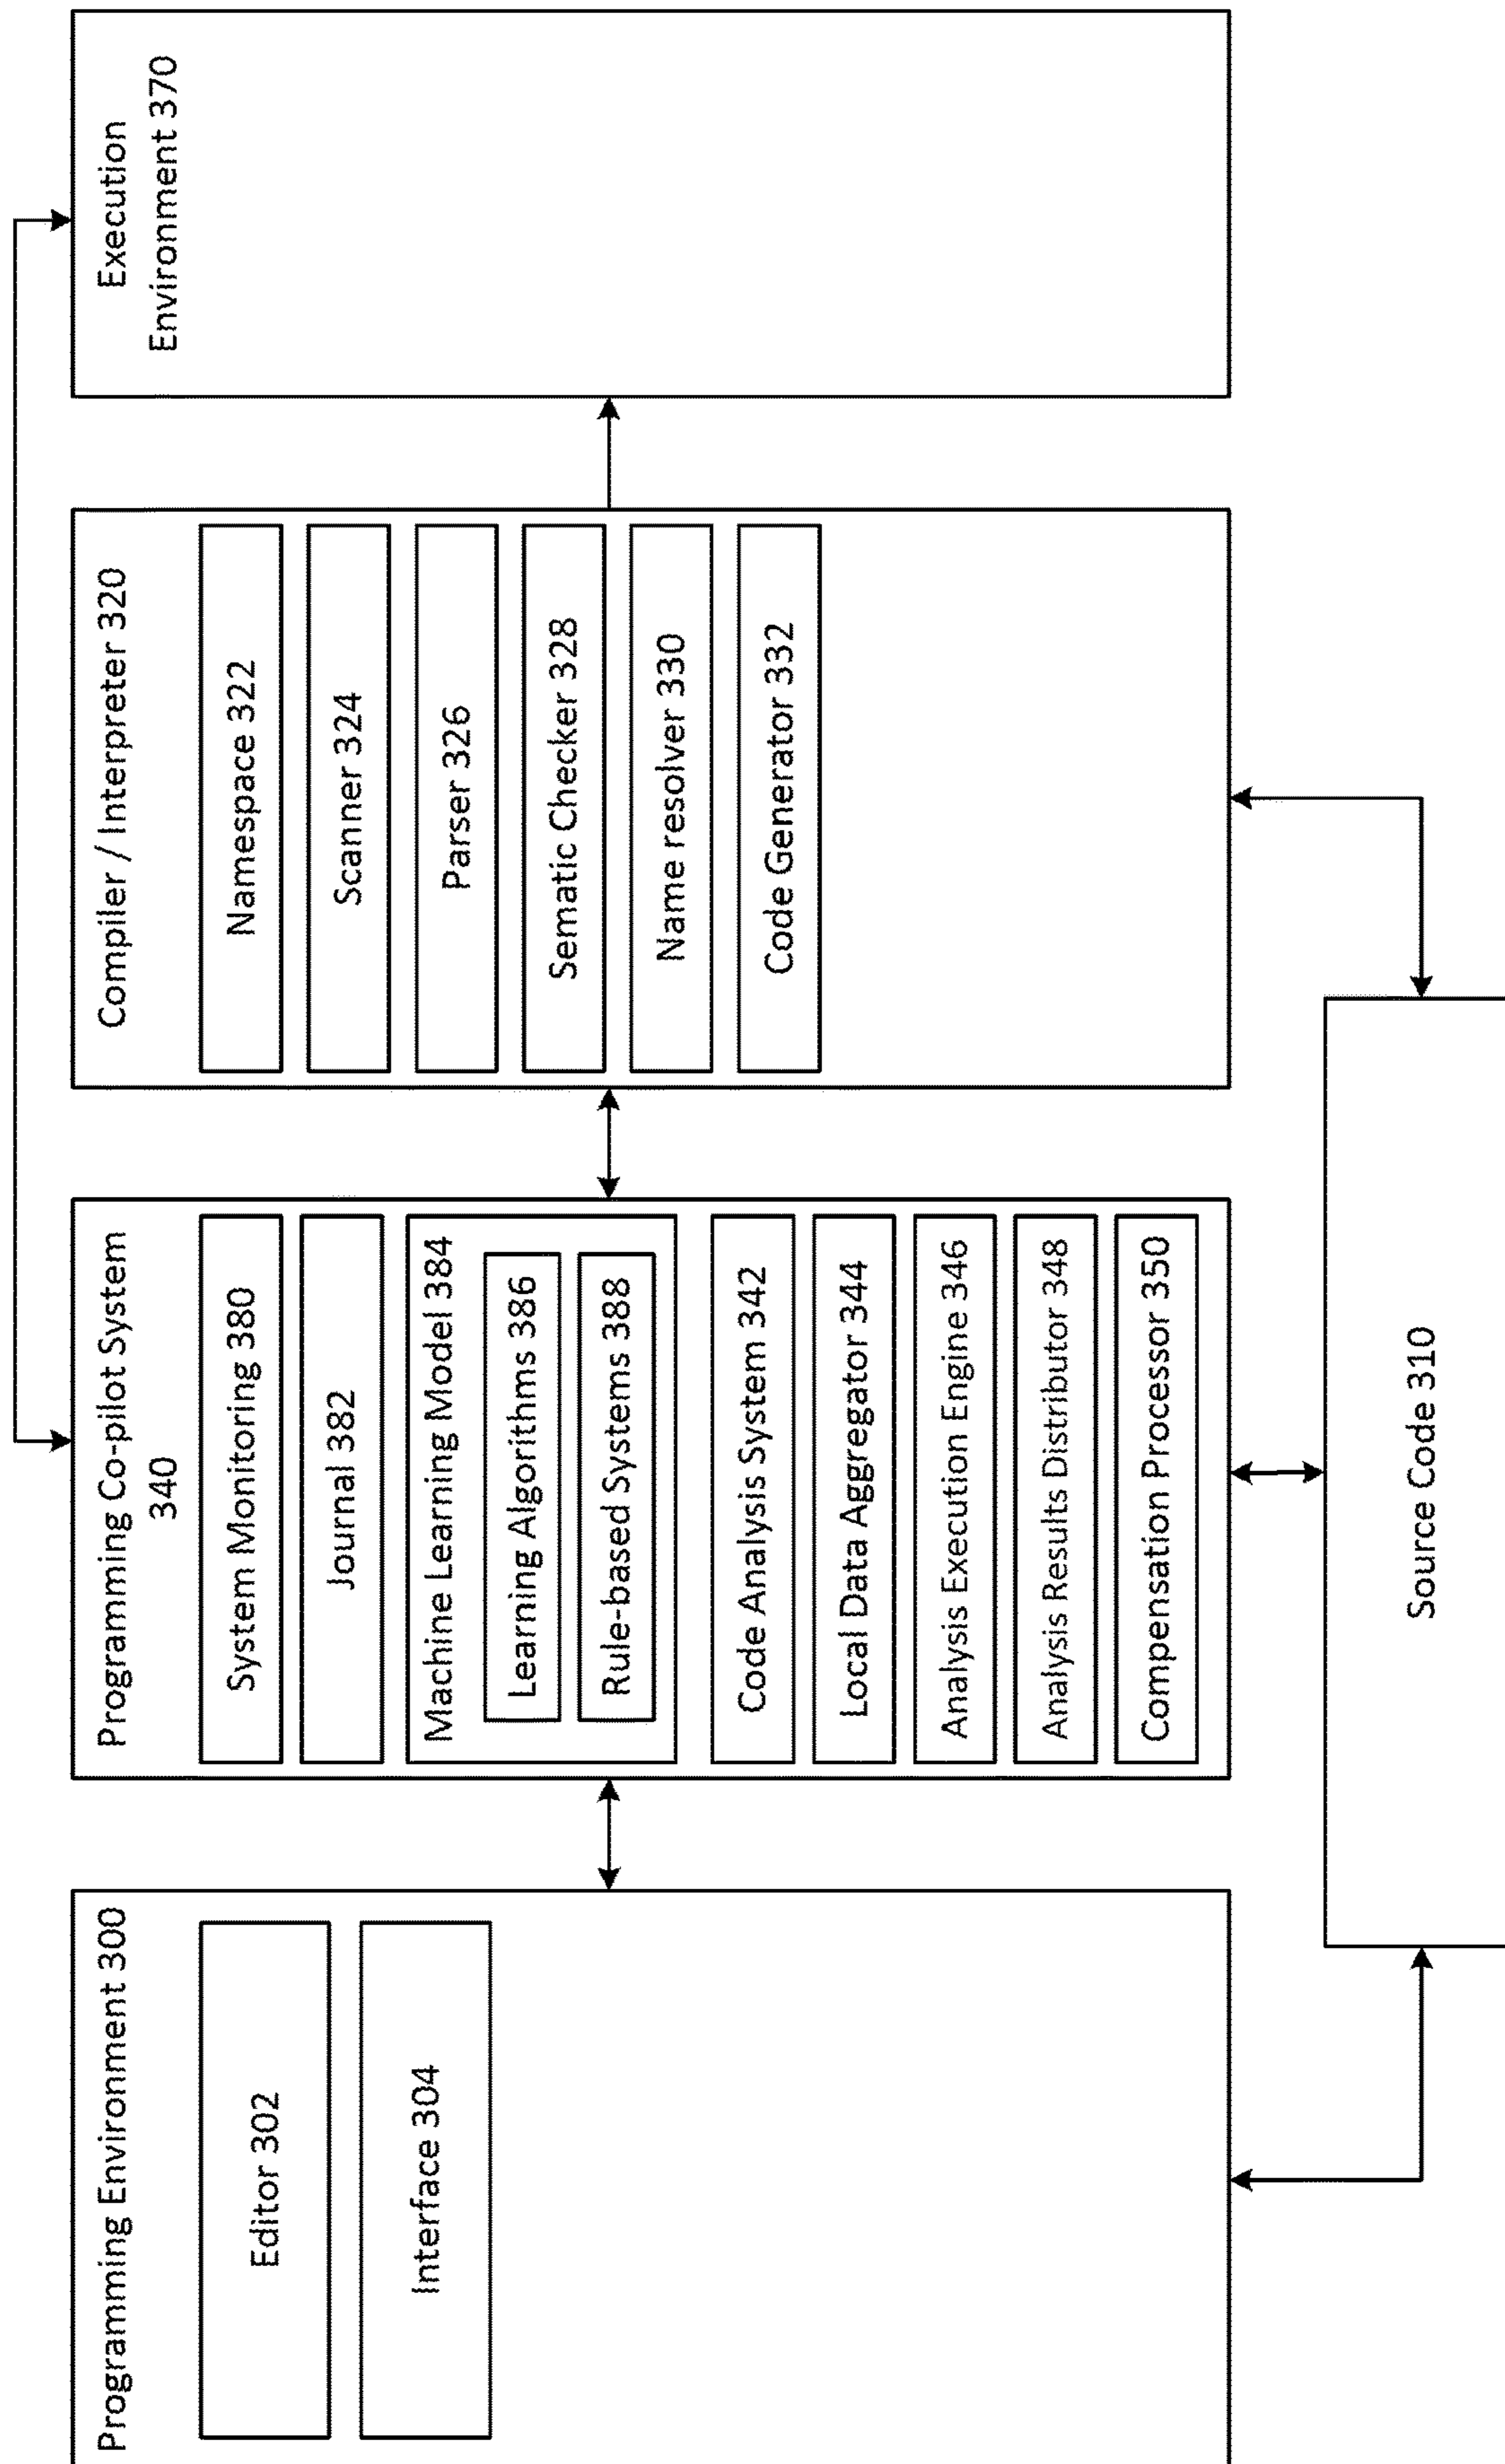 Programming Environment 300
Editor 302
Interface 304
Programming Co-pilot System
340
System Monitoring 380
Journal 382
Machine Learning Model 384
Learning Algorithms 386
Rule-based Systems 388
Code Analysis System 342
Local Data Aggregator 344
Analysis Execution Engine 346
Analysis Results Distributor 348
Compensation Processor 350
Compiler / Interpreter 320
Namespace 322
Scanner 324
Parser 326
Sematic Checker 328
Name resolver 330
Code Generator 332
Execution
Environment 370
Source Code 310